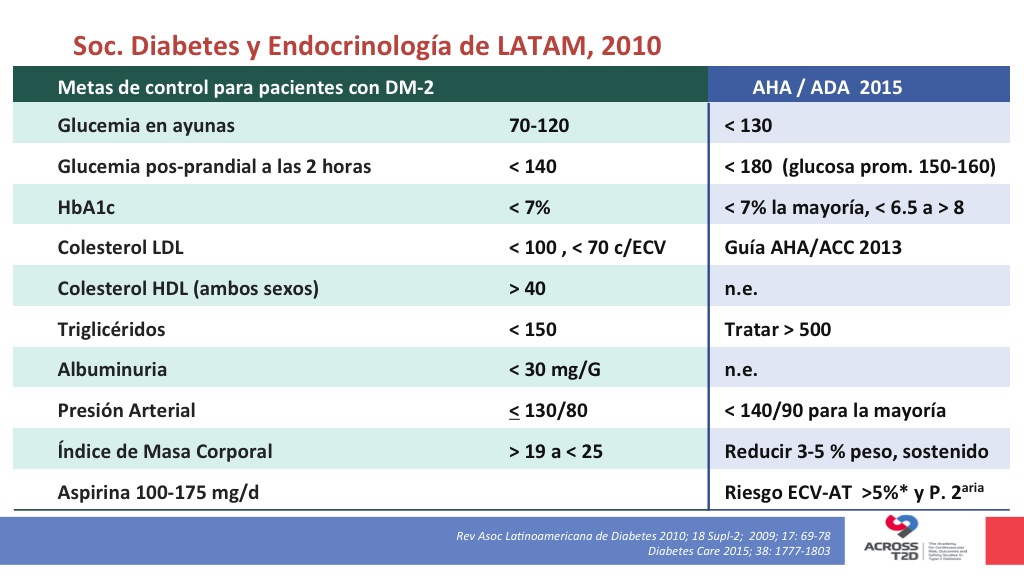 Soc. Diabetes y Endocrinología de LATAM, 2010
Metas de control para pacientes con DM-2 AHA / ADA 2015
Glucemia en ayunas 70-120 < 130
Glucemia pos-prandial a las 2 horas < 140 < 180 (glucosa prom. 150-160)
HbA1c < 7% < 7% la mayoría, < 6.5 a > 8
Colesterol LDL < 100 , < 70 c/ECV Guía AHA/ACC 2013
Colesterol HDL (ambos sexos) > 40 n.e.
Triglicéridos < 150 Tratar > 500
Albuminuria < 30 mg/G n.e.
Presión Arterial < 130/80 < 140/90 para la mayoría
Índice de Masa Corporal > 19 a < 25 Reducir 3-5 % peso, sostenido
Aspirina 100-175 mg/d Riesgo ECV-AT >5%* y P. 2aria
Rev Asoc Latinoamericana de Diabetes 2010; 18 Supl-2; 2009; 17: 69-78
Diabetes Care 2015; 38: 1777-1803
ACROSS
T2D
The Academy
for Cardiovascular
Risk, Outcomes and
Safety Studies in
Type 2 Diabetes